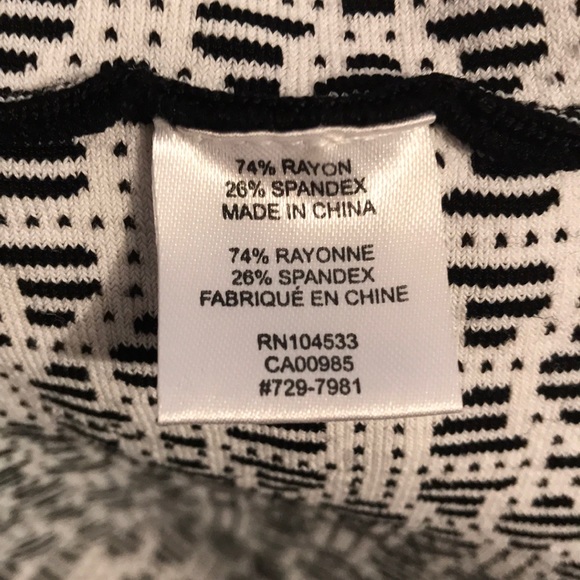 74% RAYON
26% SPANDEX
MADE IN CHINA
74% RAYONNE
26% SPANDEX
FABRIQUÉ EN CHINE
RN104533
CA00985
#729-7981